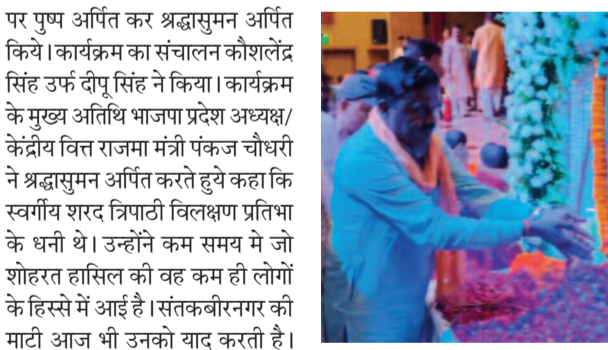 पर पुष्प अर्पित कर श्रद्धासुमन अर्पित
किये। कार्यक्रम का संचालन कौशलेंद्र
सिंह उर्फ दीपू सिंह ने किया। कार्यक्रम
के मुख्य अतिथि भाजपा प्रदेश अध्यक्ष/
केंद्रीय वित्त राजमा मंत्री पंकज चौधरी
ने श्रद्धासुमन अर्पित करते हुये कहा कि
स्वर्गीय शरद त्रिपाठी विलक्षण प्रतिभा
के धनी थे। उन्होंने कम समय मे जो
शोहरत हासिल की वह कम ही लोगों
के हिस्से में आई है। संतकबीरनगर की
माटी आज भी उनको याद करती है।